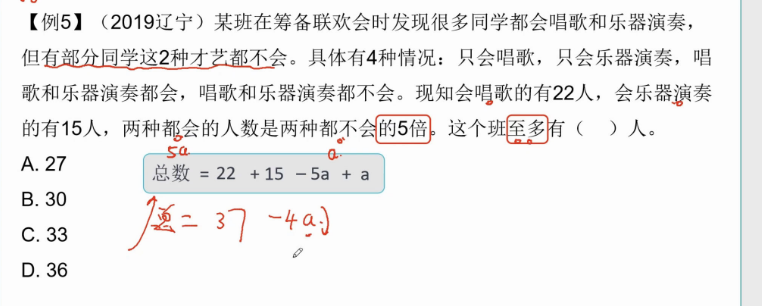 【例5】（2019辽宁）某班在筹备联欢会时发现很多同学都会唱歌和乐器演奏，
但有部分同学这2种才艺都不会。具体有4种情况：只会唱歌，只会乐器演奏，唱
歌和乐器演奏都会，唱歌和乐器演奏都不会。现知会唱歌的有22人，会乐器演奏
的有15人，两种都会的人数是两种都不会的5倍。这个班至多有（ ）人。
5a a
A. 27
总数 = 22 +15 －5a + a
B. 30
总 = 37 -4a
C. 33
D. 36